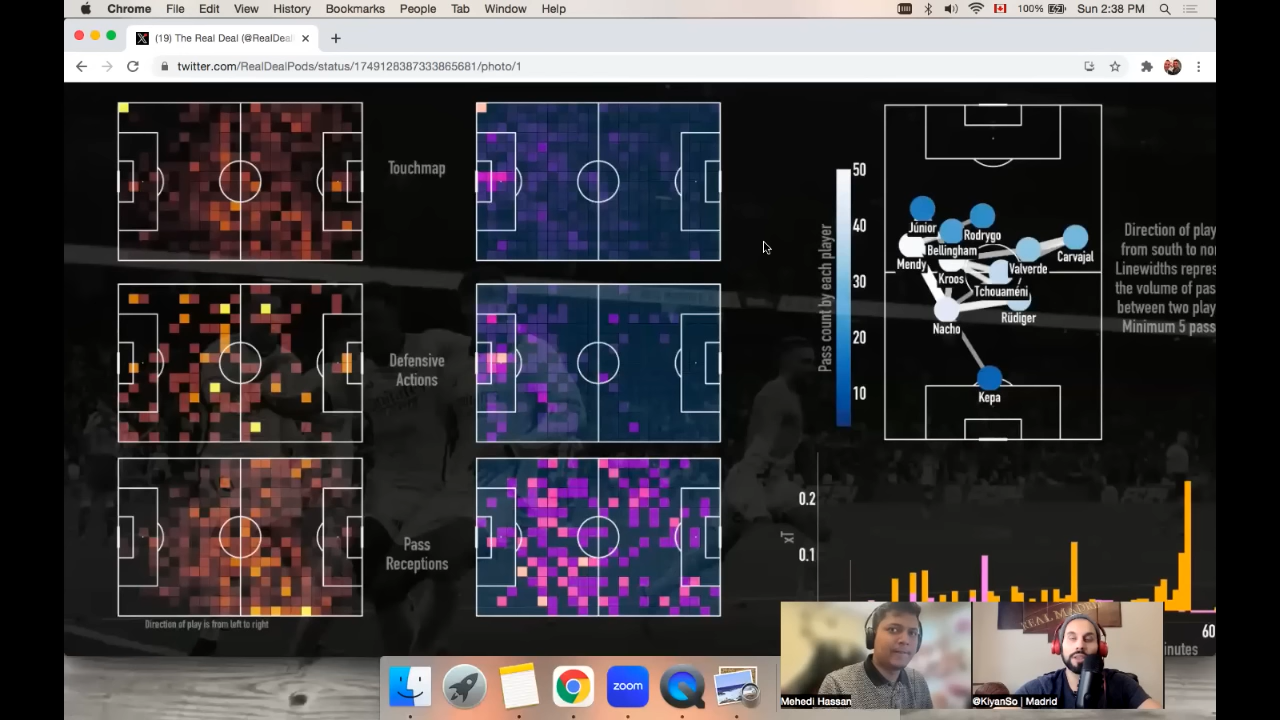 Chrome File Edit View History Bookmarks People Tab Window Help 100% Sun 2:38 PM
(19) The Real Deal (@RealDeal
twitter.com/RealDealPods/status/1749128387333865681/photo/1
Touchmap
Defensive
Actions
Pass
Receptions
Direction of play is from left to right
Pass count by each player
50
40
30
20
10
Júnior
Rodrygo
Bellingham
Carvajal
Mendy
Valverde
Kroos
Tchouaméni
Nacho
Rüdiger
Kepa
Direction of play
from south to nor
Linewidths repres
the volume of pas
between two play
Minimum 5 pass
xT
0.2
0.1
60
inutes
zoom
REAL MADRI
Mehedi Hassan
@KiyanSo | Madrid